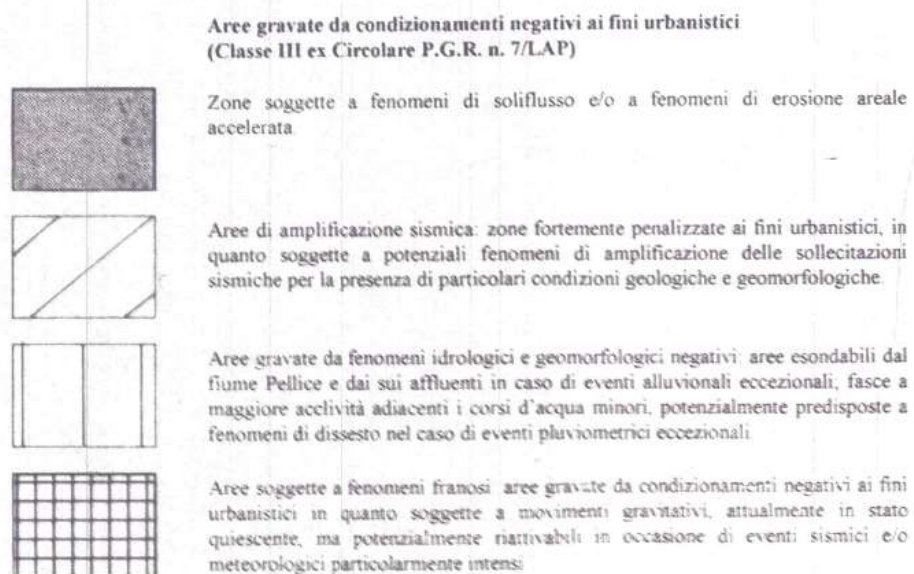 Aree gravate da condizionamenti negativi ai fini urbanistici
(Classe III ex Circolare P.G.R. n. 7/LAP)
Zone soggette a fenomeni di soliflusso e/o a fenomeni di erosione areale
accelerata.
Aree di amplificazione sismica: zone fortemente penalizzate ai fini urbanistici, in
quanto soggette a potenziali fenomeni di amplificazione delle sollecitazioni
sismiche per la presenza di particolari condizioni geologiche e geomorfologiche.
Aree gravate da fenomeni idrologici e geomorfologici negativi: aree esondabili dal
fiume Pellice e dai sui affluenti in caso di eventi alluvionali eccezionali; fasce a
maggiore acclività adiacenti i corsi d'acqua minori, potenzialmente predisposte a
fenomeni di dissesto nel caso di eventi pluviometrici eccezionali.
Aree soggette a fenomeni franosi: aree gravate da condizionamenti negativi ai fini
urbanistici in quanto soggette a movimenti gravitativi, attualmente in stato
quiescente, ma potenzialmente riattivabili in occasione di eventi sismici e/o
meteorologici particolarmente intensi